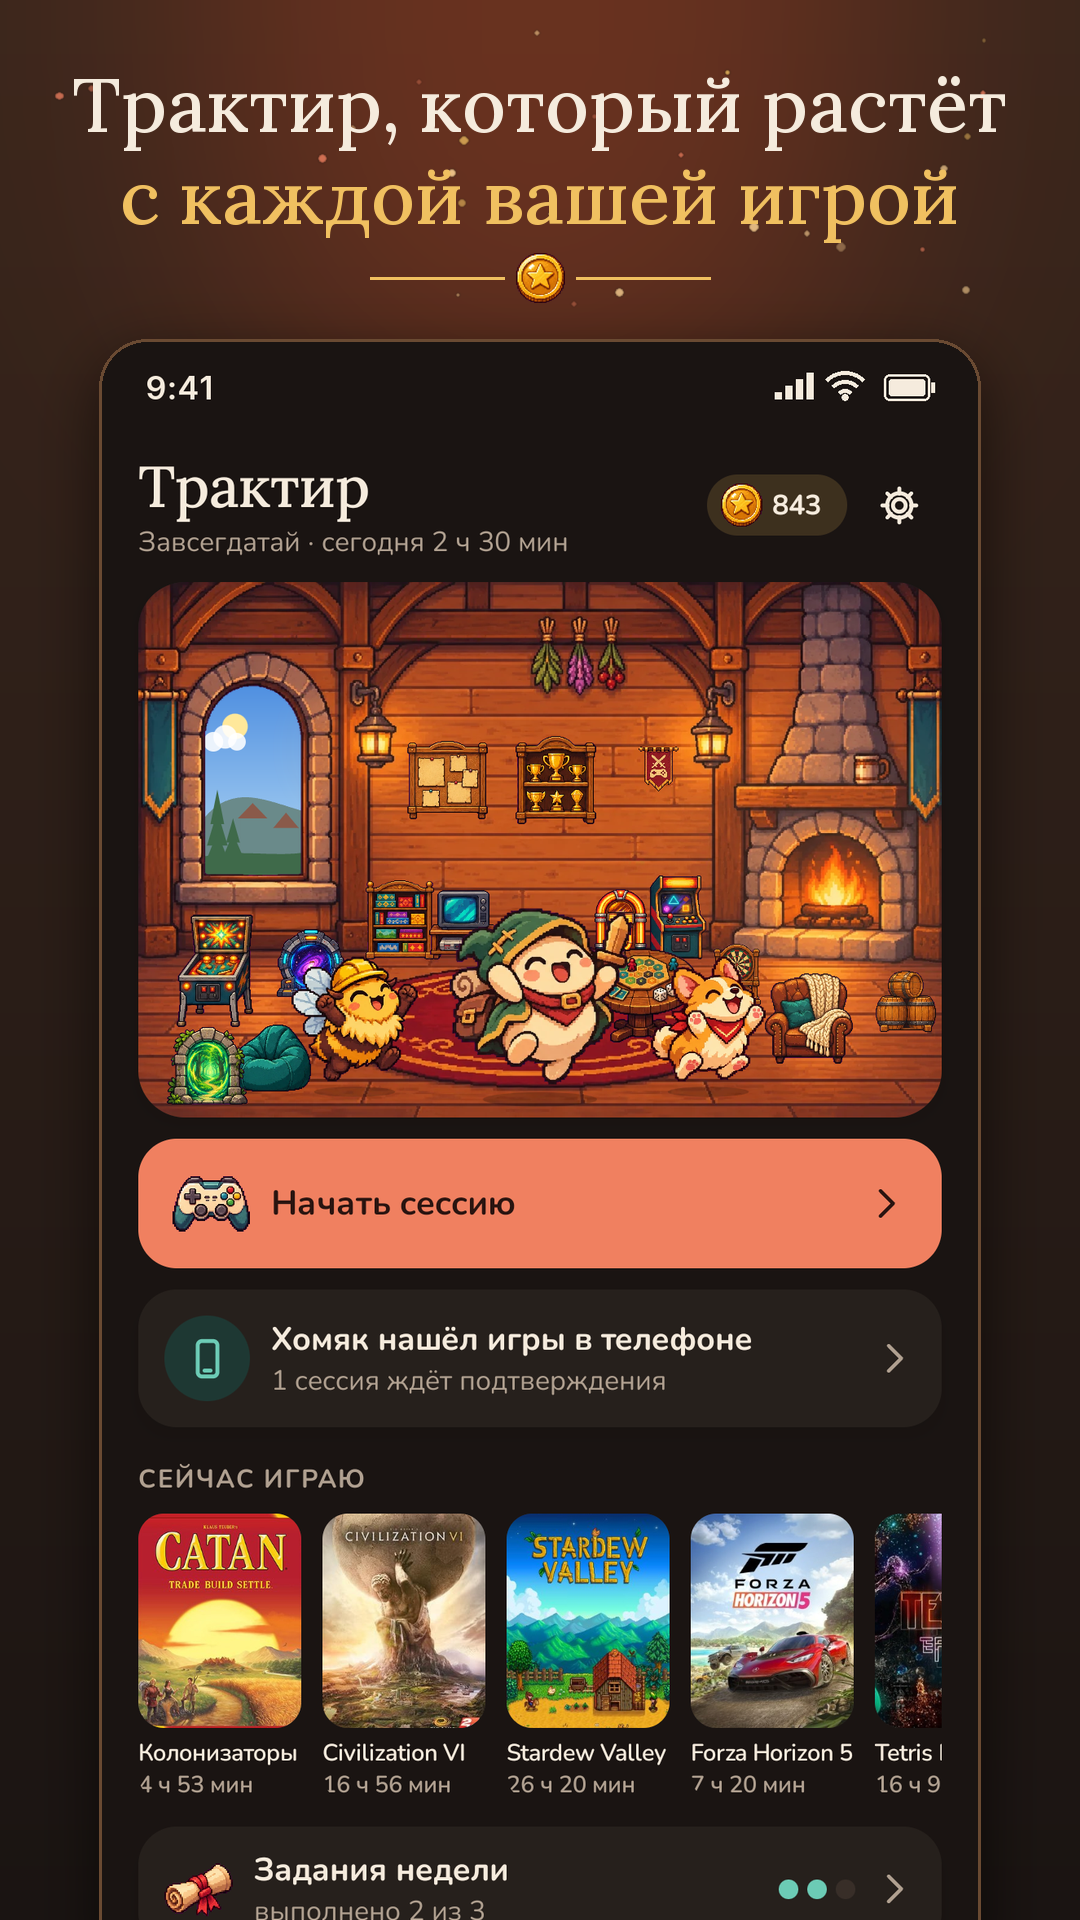 Трактир, который растёт
с каждой вашей игрой
9:41
Трактир
843
Завсегдатай · сегодня 2 ч 30 мин
Начать сессию
Хомяк нашёл игры в телефоне
1 сессия ждёт подтверждения
СЕЙЧАС ИГРАЮ
CATAN
TRADE BUILD SETTLE
CIVILIZATION VI
STARDEW
VALLEY
FORZA
HORIZON 5
Колонизаторы
4 ч 53 мин
Civilization VI
16 ч 56 мин
Stardew Valley
26 ч 20 мин
Forza Horizon 5
7 ч 20 мин
Tetris
16 ч 9
Задания недели
выполнено 2 из 3